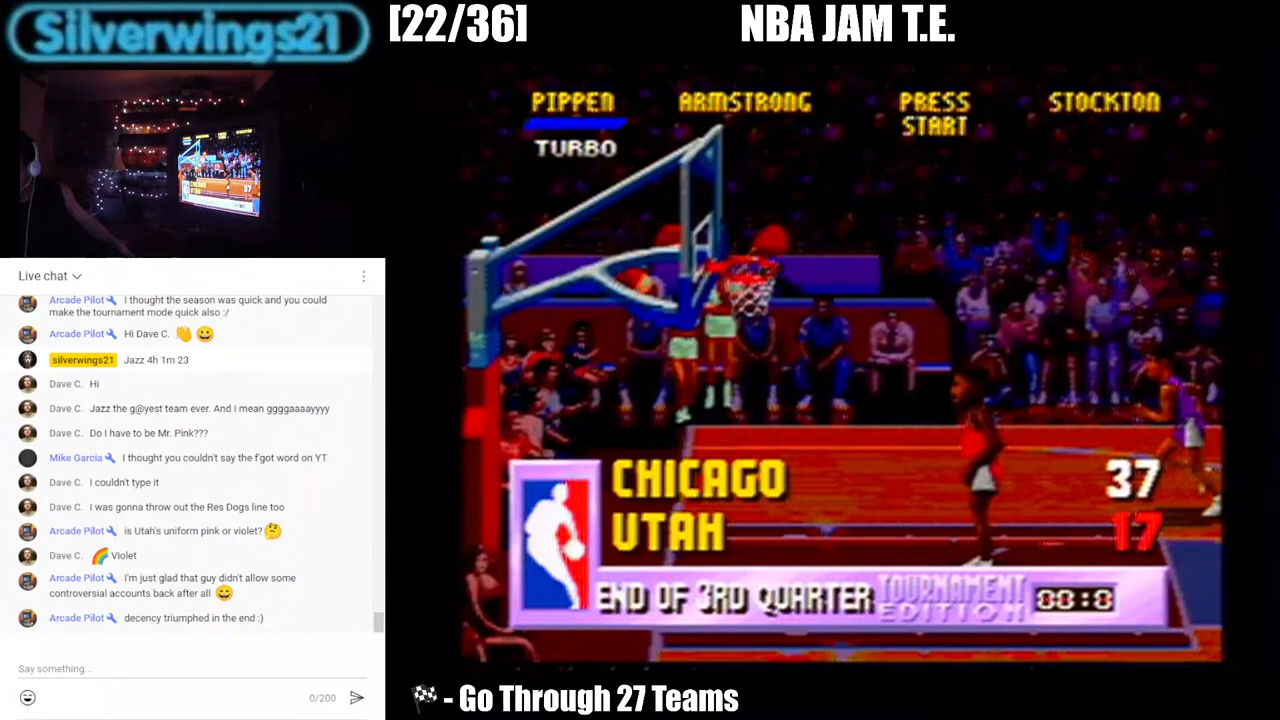 Silverwings21
[22/36]
NBA JAM T.E.
PIPPEN
TURBO
ARMSTRONG
PRESS
START
STOCKTON
Live chat
Arcade Pilot I thought the season was quick and you could
make the tournament mode quick also :/
Arcade Pilot Hi Dave C. 👋 😀
silverwings21 Jazz 4h 1m 23
Dave C. Hi
Dave C. Jazz the g@yest team ever. And I mean ggggaaaayyyy
Dave C. Do I have to be Mr. Pink???
Mike Garcia I thought you couldn't say the f'got word on YT
Dave C. I couldn't type it
Dave C. I was gonna throw out the Res Dogs line too
Arcade Pilot is Utah's uniform pink or violet? 🤔
Dave C. 🌈 Violet
Arcade Pilot I'm just glad that guy didn't allow some
controversial accounts back after all 😄
Arcade Pilot decency triumphed in the end :)
Say something...
0/200
CHICAGO 37
UTAH 17
END OF 3RD QUARTER
TOURNAMENT
EDITION
00:0
🏁 - Go Through 27 Teams